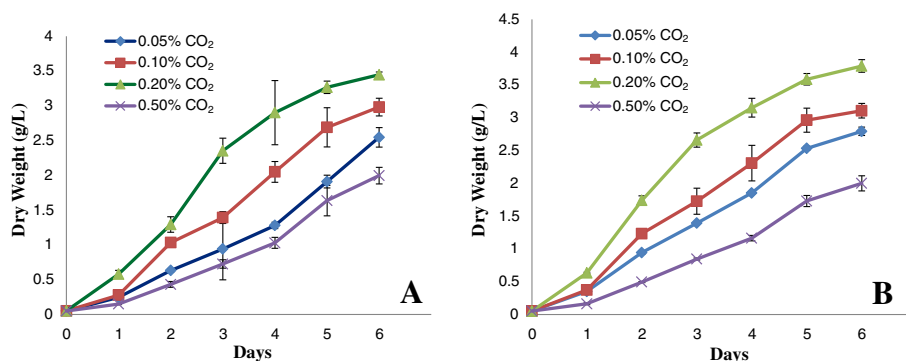 4
3.5
3
2.5
2
1.5
1
0.5
0
0.05% CO₂
0.10% CO₂
0.20% CO₂
0.50% CO₂
Dry Weight (g/L)
0 1 2 3 4 5 6
Days
A
4.5
4
3.5
3
2.5
2
1.5
1
0.5
0
0.05% CO₂
0.10% CO₂
0.20% CO₂
0.50% CO₂
Dry Weight (g/L)
0 1 2 3 4 5 6
Days
B